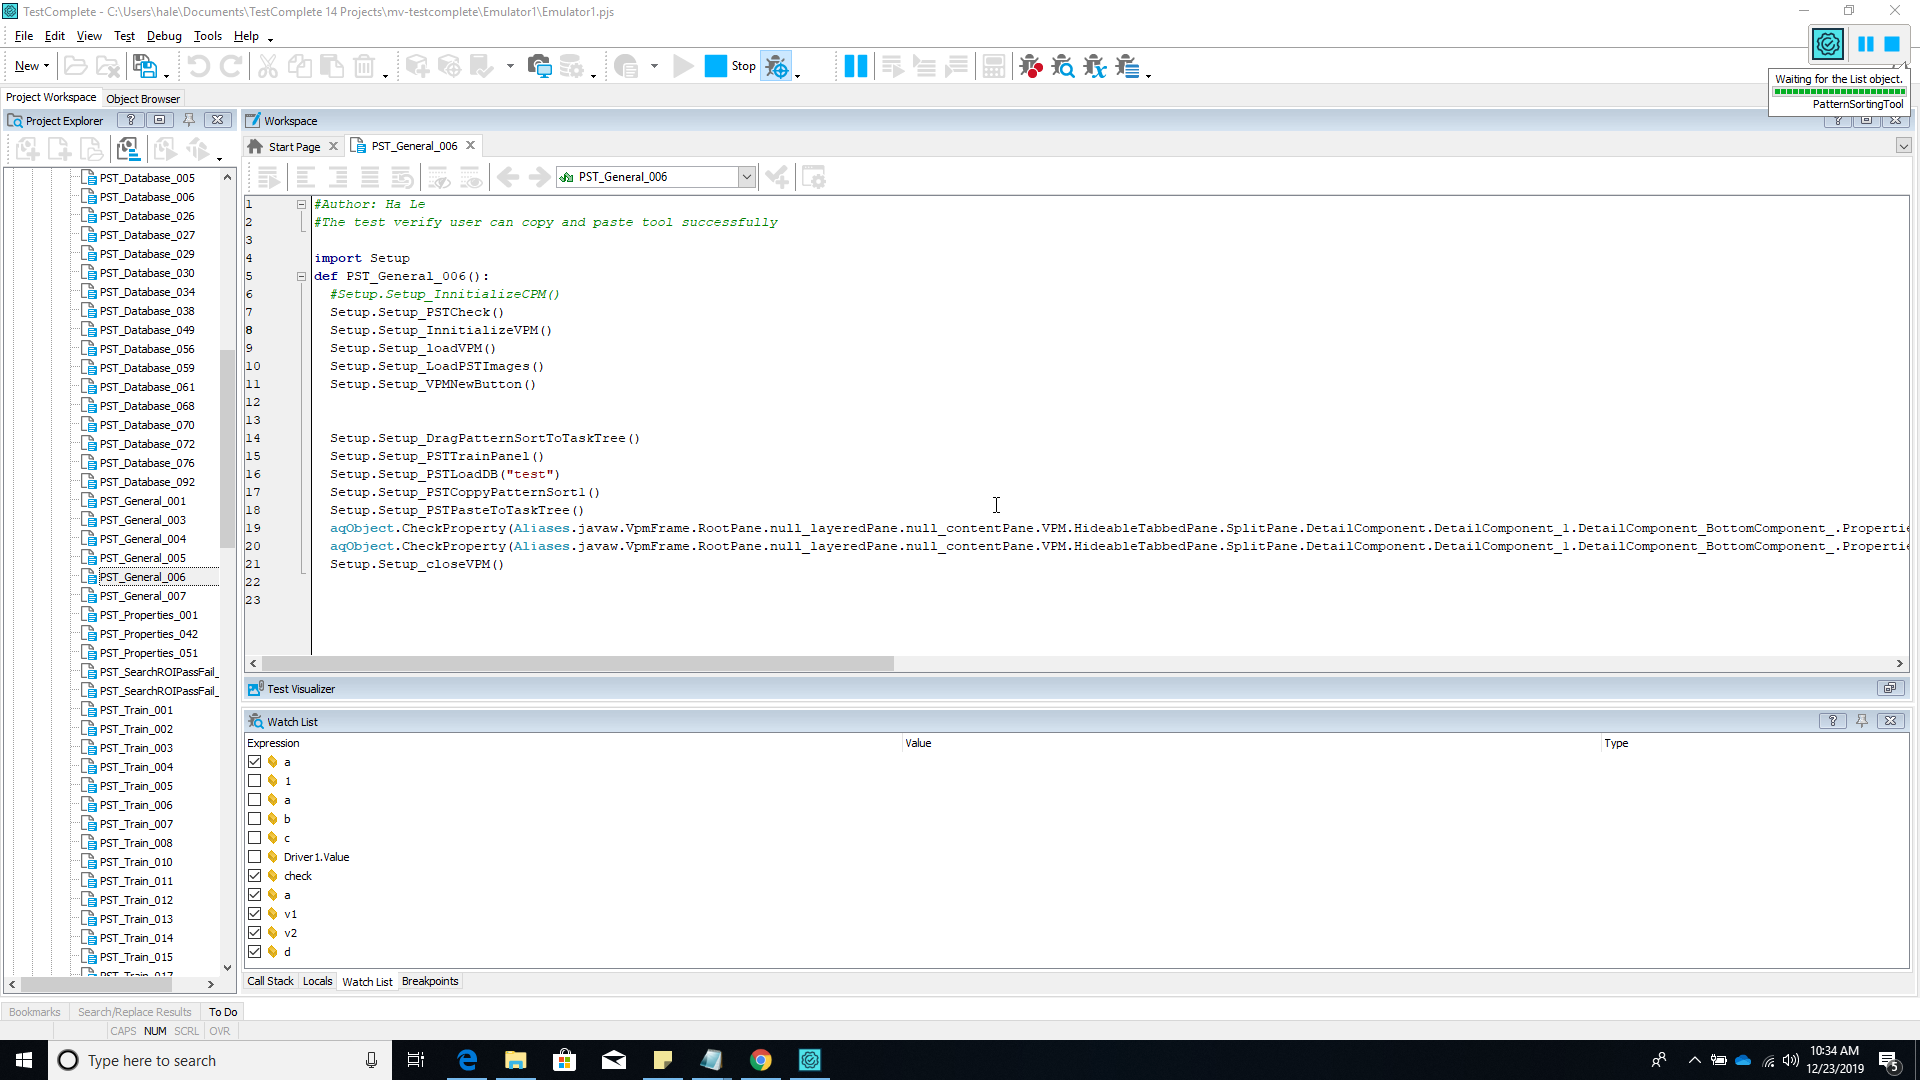 TestComplete - C:\Users\hale\Documents\TestComplete 14 Projects\mv-testcomplete\Emulator1\Emulator1.pjs
File Edit View Test Debug Tools Help
New Stop
Waiting for the List object.
PatternSortingTool
Project Workspace Object Browser
Project Explorer
Workspace
Start Page PST_General_006
PST_General_006
PST_Database_005
PST_Database_006
PST_Database_026
PST_Database_027
PST_Database_029
PST_Database_030
PST_Database_034
PST_Database_038
PST_Database_049
PST_Database_056
PST_Database_059
PST_Database_061
PST_Database_068
PST_Database_070
PST_Database_072
PST_Database_076
PST_Database_092
PST_General_001
PST_General_003
PST_General_004
PST_General_005
PST_General_006
PST_General_007
PST_Properties_001
PST_Properties_042
PST_Properties_051
PST_SearchROIPassFail_
PST_SearchROIPassFail_
PST_Train_001
PST_Train_002
PST_Train_003
PST_Train_004
PST_Train_005
PST_Train_006
PST_Train_007
PST_Train_008
PST_Train_010
PST_Train_011
PST_Train_012
PST_Train_013
PST_Train_014
PST_Train_015
PST_Train_017
1 #Author: Ha Le
2 #The test verify user can copy and paste tool successfully
3
4 import Setup
5 def PST_General_006():
6 #Setup.Setup_InnitializeCPM()
7 Setup.Setup_PSTCheck()
8 Setup.Setup_InnitializeVPM()
9 Setup.Setup_loadVPM()
10 Setup.Setup_LoadPSTImages()
11 Setup.Setup_VPMNewButton()
12
13
14 Setup.Setup_DragPatternSortToTaskTree()
15 Setup.Setup_PSTTrainPanel()
16 Setup.Setup_PSTLoadDB("test")
17 Setup.Setup_PSTCoppyPatternSort1()
18 Setup.Setup_PSTPasteToTaskTree()
19 aqObject.CheckProperty(Aliases.javaw.VpmFrame.RootPane.null_layeredPane.null_contentPane.VPM.HideableTabbedPane.SplitPane.DetailComponent.DetailComponent_1.DetailComponent_BottomComponent_.Propertie
20 aqObject.CheckProperty(Aliases.javaw.VpmFrame.RootPane.null_layeredPane.null_contentPane.VPM.HideableTabbedPane.SplitPane.DetailComponent.DetailComponent_1.DetailComponent_BottomComponent_.Propertie
21 Setup.Setup_closeVPM()
22
23
Test Visualizer
Watch List
Expression Value Type
a
1
a
b
c
Driver1.Value
check
a
v1
v2
d
Call Stack Locals Watch List Breakpoints
Bookmarks Search/Replace Results To Do
CAPS NUM SCRL OVR
Type here to search
10:34 AM
12/23/2019
5